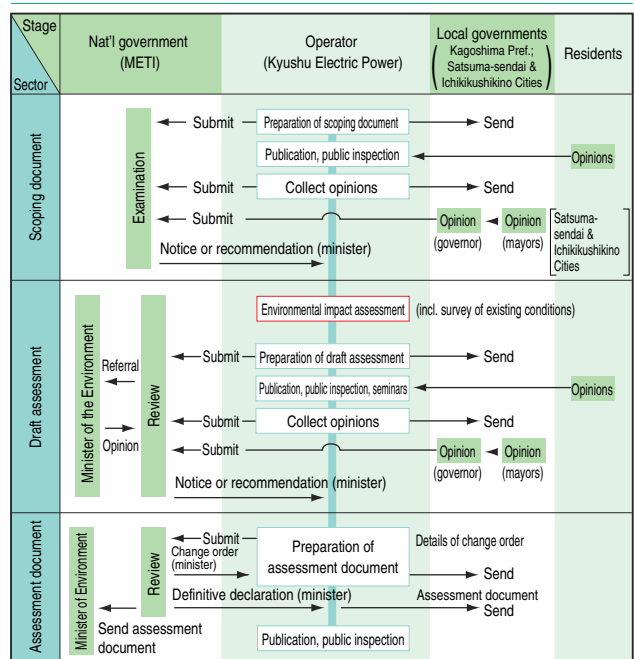 Stage
Sector
Nat'l government
(METI)
Operator
(Kyushu Electric Power)
Local governments
(Kagoshima Pref.;
Satsuma-sendai &
Ichikikushikino Cities)
Residents
Scoping document
Examination
Submit
Preparation of scoping document
Send
Publication, public inspection
Opinions
Submit
Collect opinions
Send
Submit
Opinion
(governor)
Opinion
(mayors)
Satsuma-
sendai &
Ichikikushikino
Cities
Notice or recommendation (minister)
Draft assessment
Minister of the Environment
Referral
Opinion
Review
Environmental impact assessment
(incl. survey of existing conditions)
Submit
Preparation of draft assessment
Send
Publication, public inspection, seminars
Opinions
Submit
Collect opinions
Send
Submit
Opinion
(governor)
Opinion
(mayors)
Notice or recommendation (minister)
Assessment document
Minister of Environment
Review
Submit
Change order
(minister)
Preparation of
assessment document
Details of change order
Send
Definitive declaration (minister)
Assessment document
Send
Send assessment
document
Publication, public inspection